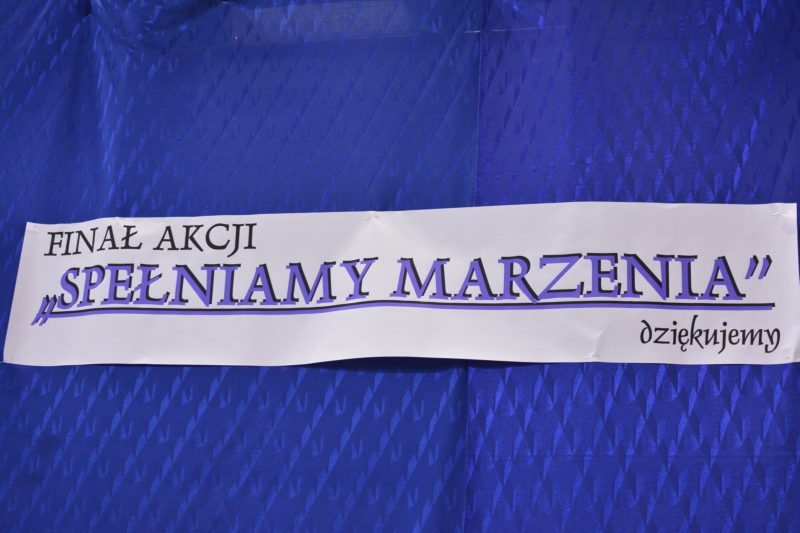 FINAŁ AKCJI
„SPEŁNIAMY MARZENIA”
dziękujemy